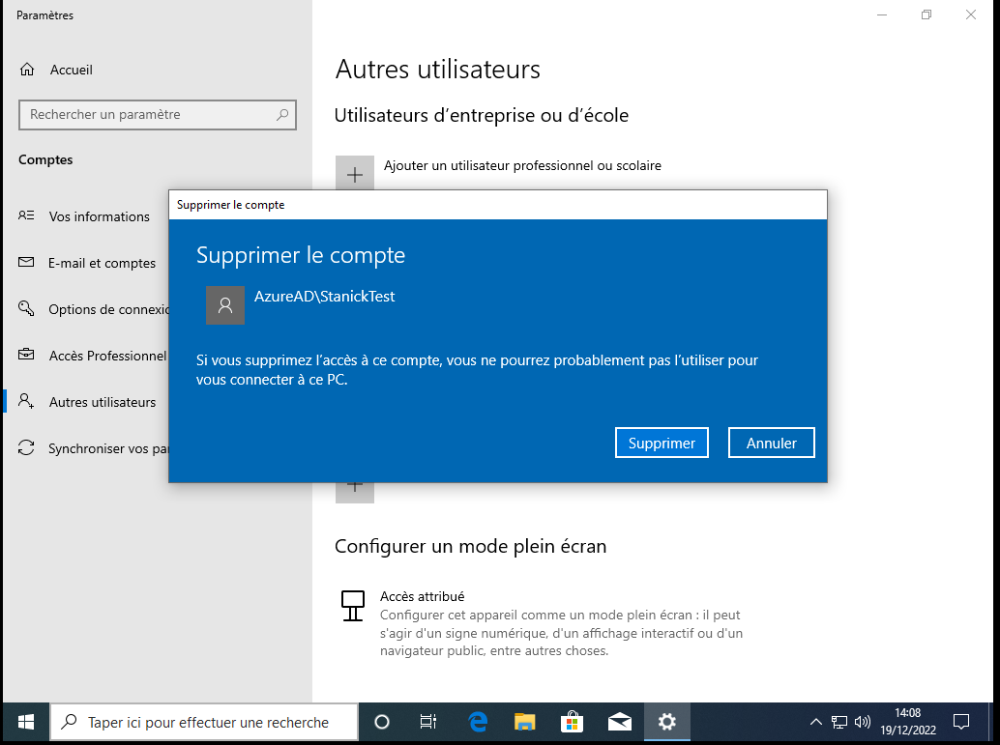 Paramètres
Accueil
Rechercher un paramètre
Comptes
Vos informations
E-mail et comptes
Options de connexio
Accès Professionnel
Autres utilisateurs
Synchroniser vos par
Autres utilisateurs
Utilisateurs d’entreprise ou d’école
Ajouter un utilisateur professionnel ou scolaire
Supprimer le compte
Supprimer le compte
AzureAD\StanickTest
Si vous supprimez l’accès à ce compte, vous ne pourrez probablement pas l’utiliser pour
vous connecter à ce PC.
Supprimer
Annuler
Configurer un mode plein écran
Accès attribué
Configurer cet appareil comme un mode plein écran : il peut
s'agir d'un signe numérique, d'un affichage interactif ou d'un
navigateur public, entre autres choses.
Taper ici pour effectuer une recherche
14:08
19/12/2022